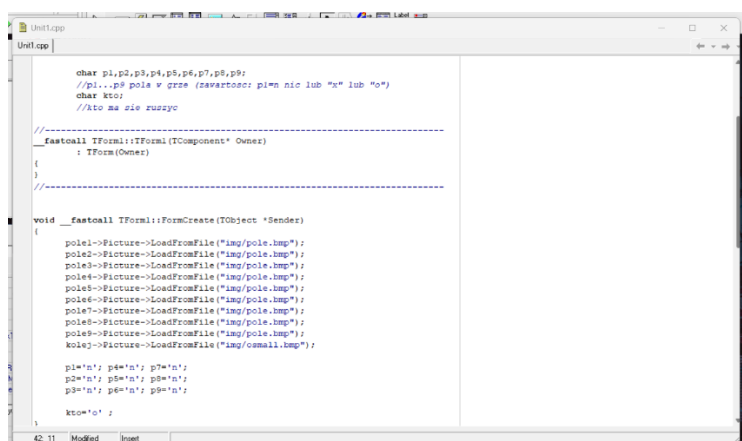 Label
Unit1.cpp
Unit1.cpp
char p1,p2,p3,p4,p5,p6,p7,p8,p9;
//p1...p9 pola v grze (zavartosc: p1=n nic lub "x" lub "o")
char kto;
//kto ma sie ruszyc
//--------------------------------------------------------------------------
__fastcall TForm1::TForm1(TComponent* Owner)
: TForm(Owner)
{
}
//--------------------------------------------------------------------------
void __fastcall TForm1::FormCreate(TObject *Sender)
{
pole1->Picture->LoadFromFile("img/pole.bmp");
pole2->Picture->LoadFromFile("img/pole.bmp");
pole3->Picture->LoadFromFile("img/pole.bmp");
pole4->Picture->LoadFromFile("img/pole.bmp");
pole5->Picture->LoadFromFile("img/pole.bmp");
pole6->Picture->LoadFromFile("img/pole.bmp");
pole7->Picture->LoadFromFile("img/pole.bmp");
pole8->Picture->LoadFromFile("img/pole.bmp");
pole9->Picture->LoadFromFile("img/pole.bmp");
kolej->Picture->LoadFromFile("img/osmall.bmp");
p1='n'; p4='n'; p7='n';
p2='n'; p5='n'; p8='n';
p3='n'; p6='n'; p9='n';
kto='o' ;
}
42: 11 Modified Insert